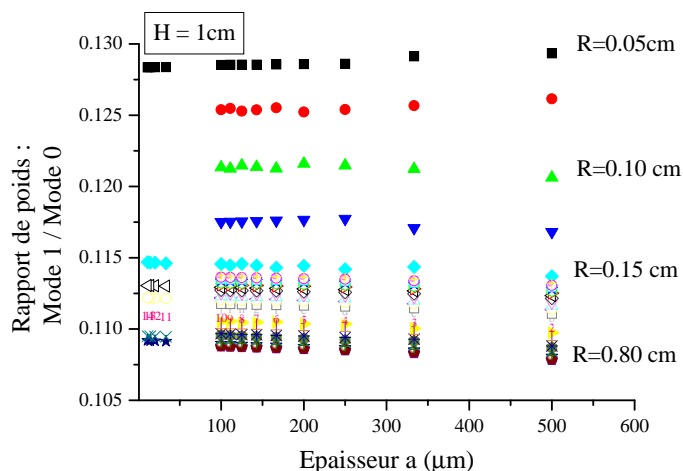 H = 1cm
R=0.05cm
R=0.10 cm
R=0.15 cm
R=0.80 cm
Rapport de poids :
Mode 1 / Mode 0
0.130
0.125
0.120
0.115
0.110
0.105
100
200
300
400
500
600
Epaisseur a (µm)